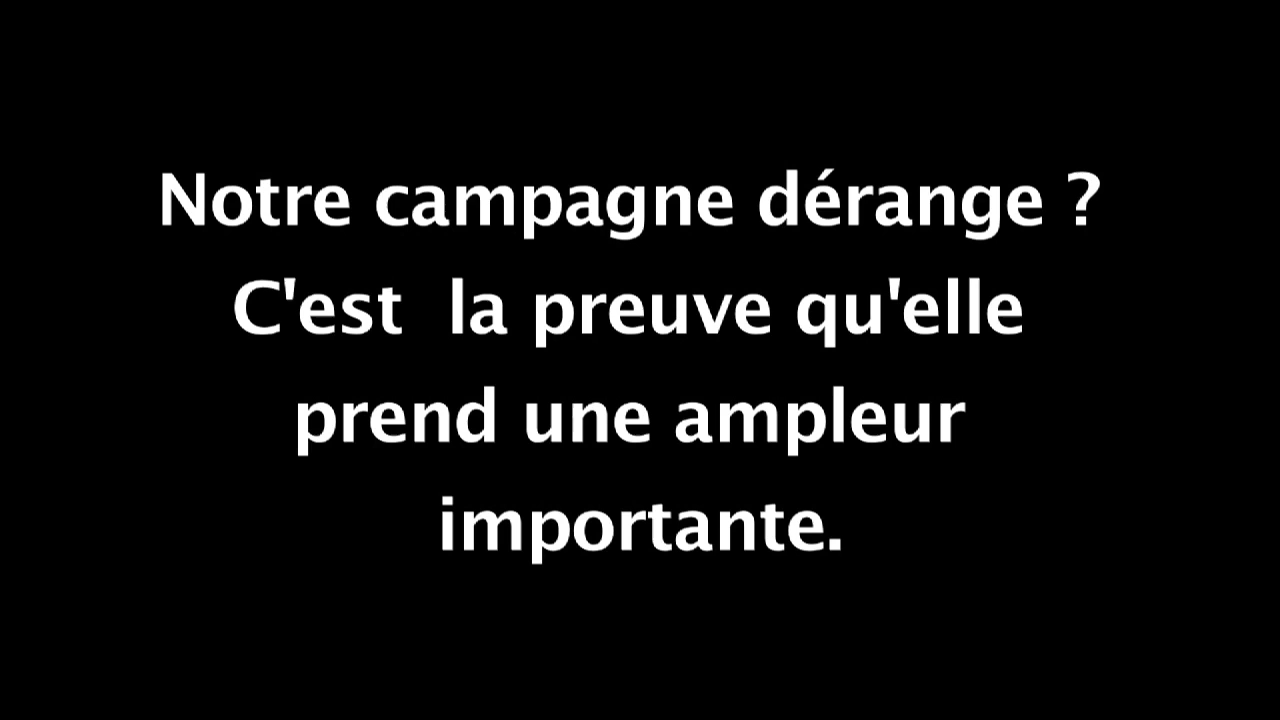 Notre campagne dérange ?
C'est  la preuve qu'elle
prend une ampleur
importante.